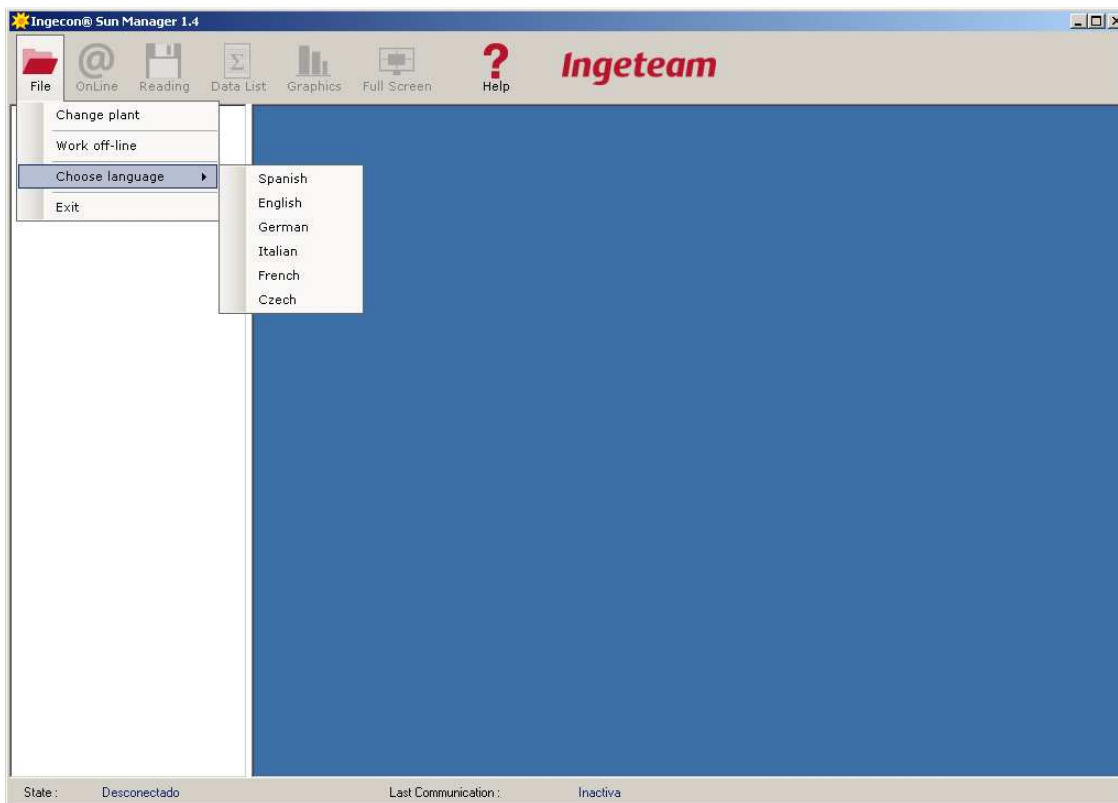 Ingecon® Sun Manager 1.4
File OnLine Reading Data List Graphics Full Screen Help Ingeteam
Change plant
Work off-line
Choose language
Exit
Spanish
English
German
Italian
French
Czech
State : Desconectado Last Communication : Inactiva